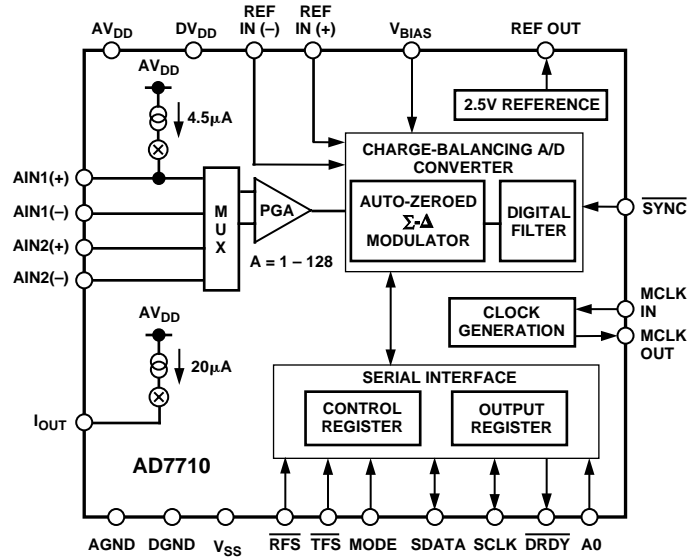 REF REF
AVDD DVDD IN (–) IN (+) VBIAS REF OUT
AVDD
4.5µA
2.5V REFERENCE
CHARGE-BALANCING A/D
CONVERTER
AUTO-ZEROED
Σ-Δ
MODULATOR
DIGITAL
FILTER
AIN1(+)
AIN1(–)
AIN2(+)
AIN2(–)
M
U
X
PGA
A = 1 – 128
SYNC
MCLK
IN
MCLK
OUT
CLOCK
GENERATION
AVDD
20µA
IOUT
SERIAL INTERFACE
CONTROL
REGISTER
OUTPUT
REGISTER
AD7710
AGND DGND VSS RFS TFS MODE SDATA SCLK DRDY A0